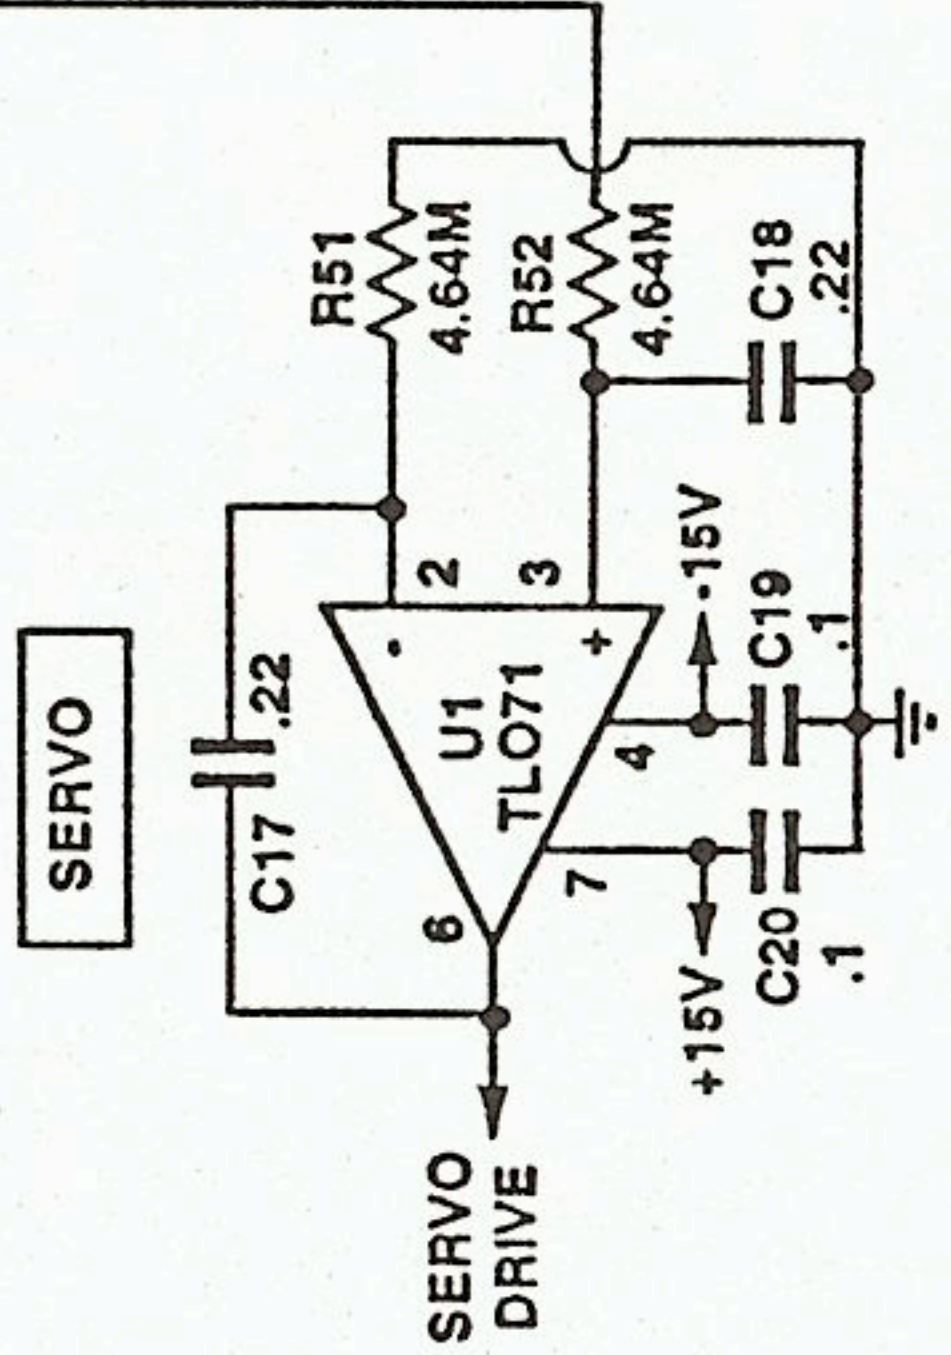 SERVO
C17
.22
R51
4.64M
R52
4.64M
2
3
-
+
U1
TLO71
6
7
4
-15V
+15V
C18
.22
C19
.1
C20
.1
SERVO
DRIVE